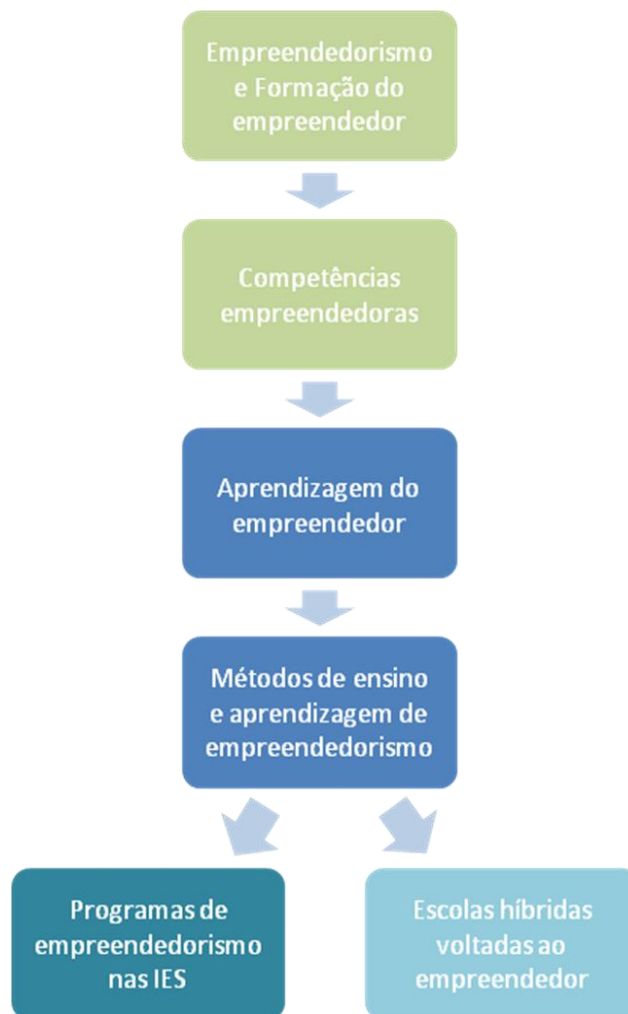 Empreendedorismo
e Formação do
empreendedor
Competências
empreendedoras
Aprendizagem do
empreendedor
Métodos de ensino
e aprendizagem de
empreendedorismo
Programas de
empreendedorismo
nas IES
Escolas híbridas
voltadas ao
empreendedor